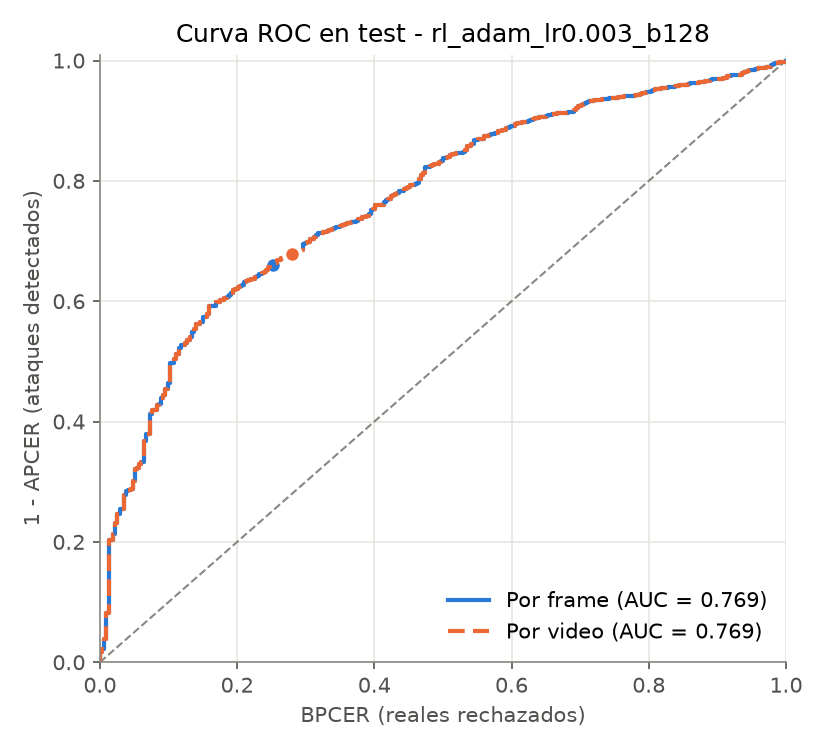 Curva ROC en test - rl_adam_lr0.003_b128
1 - APCER (ataques detectados)
1.0
0.8
0.6
0.4
0.2
0.0
0.0 0.2 0.4 0.6 0.8 1.0
BPCER (reales rechazados)
Por frame (AUC = 0.769)
Por video (AUC = 0.769)